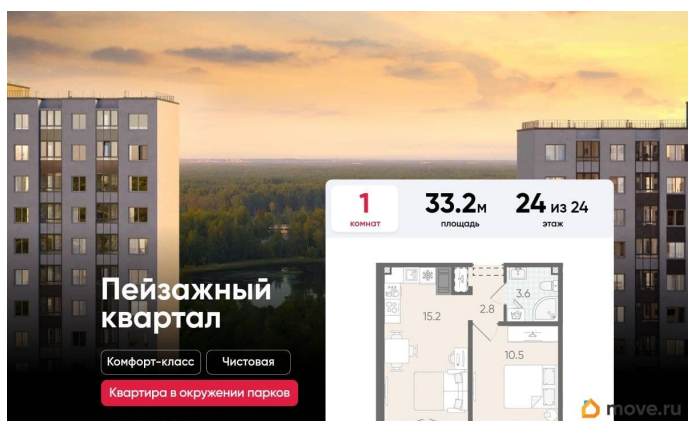 1
комнат
33.2м
площадь
24 из 24
этаж
Пейзажный
квартал
Комфорт-класс
Чистовая
Квартира в окружении парков
15.2
2.8
3.6
10.5
move.ru